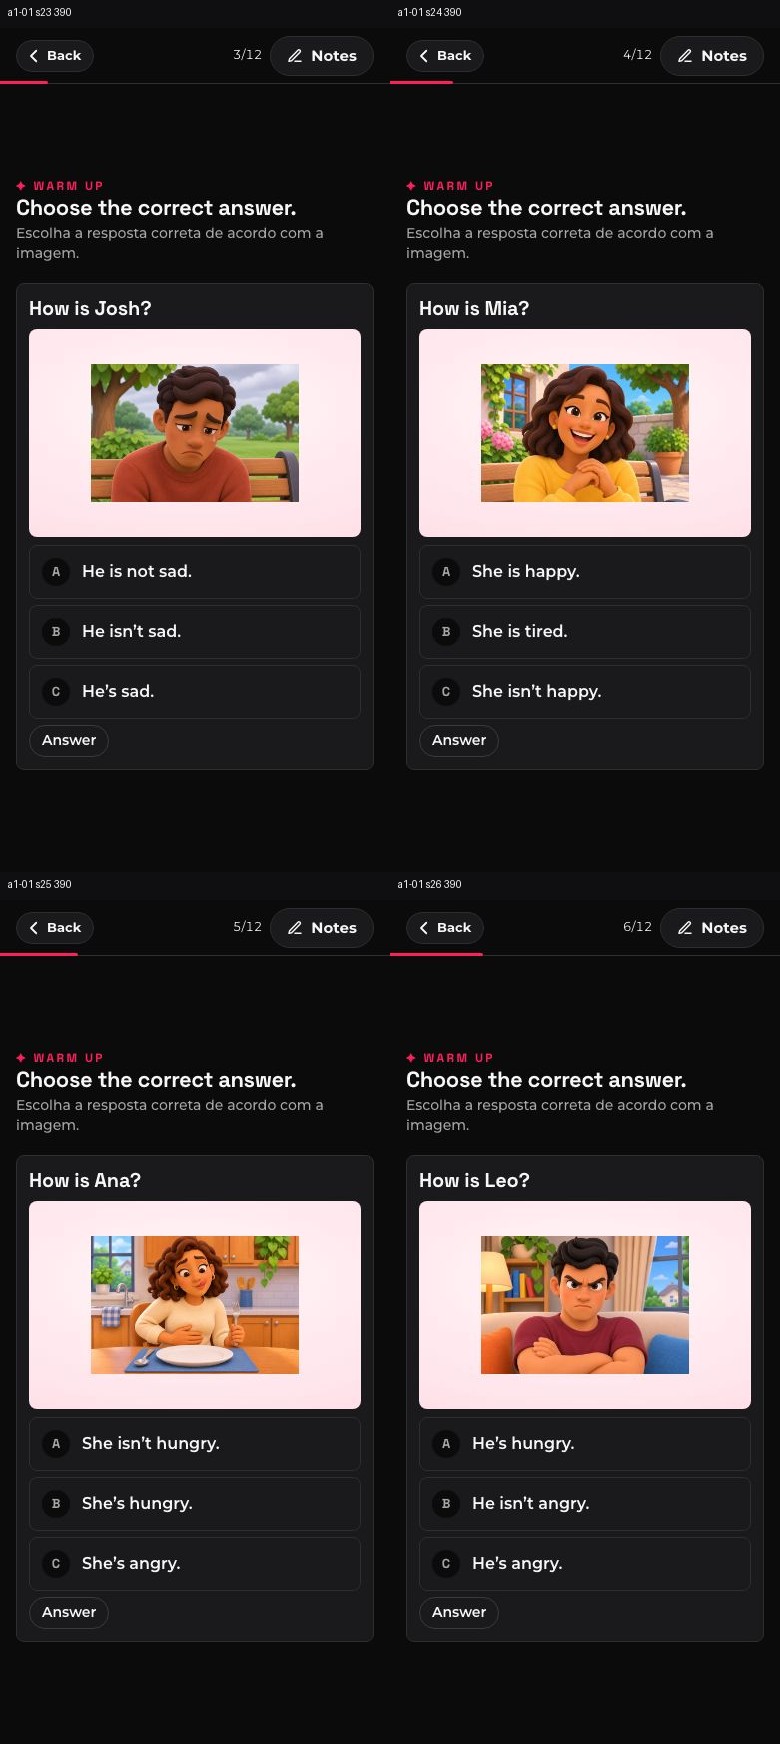 a1-01 s23 390
Back
3/12
Notes
WARM UP
Choose the correct answer.
Escolha a resposta correta de acordo com a
imagem.
How is Josh?
A He is not sad.
B He isn’t sad.
C He’s sad.
Answer
a1-01 s24 390
Back
4/12
Notes
WARM UP
Choose the correct answer.
Escolha a resposta correta de acordo com a
imagem.
How is Mia?
A She is happy.
B She is tired.
C She isn’t happy.
Answer
a1-01 s25 390
Back
5/12
Notes
WARM UP
Choose the correct answer.
Escolha a resposta correta de acordo com a
imagem.
How is Ana?
A She isn’t hungry.
B She’s hungry.
C She’s angry.
Answer
a1-01 s26 390
Back
6/12
Notes
WARM UP
Choose the correct answer.
Escolha a resposta correta de acordo com a
imagem.
How is Leo?
A He’s hungry.
B He isn’t angry.
C He’s angry.
Answer